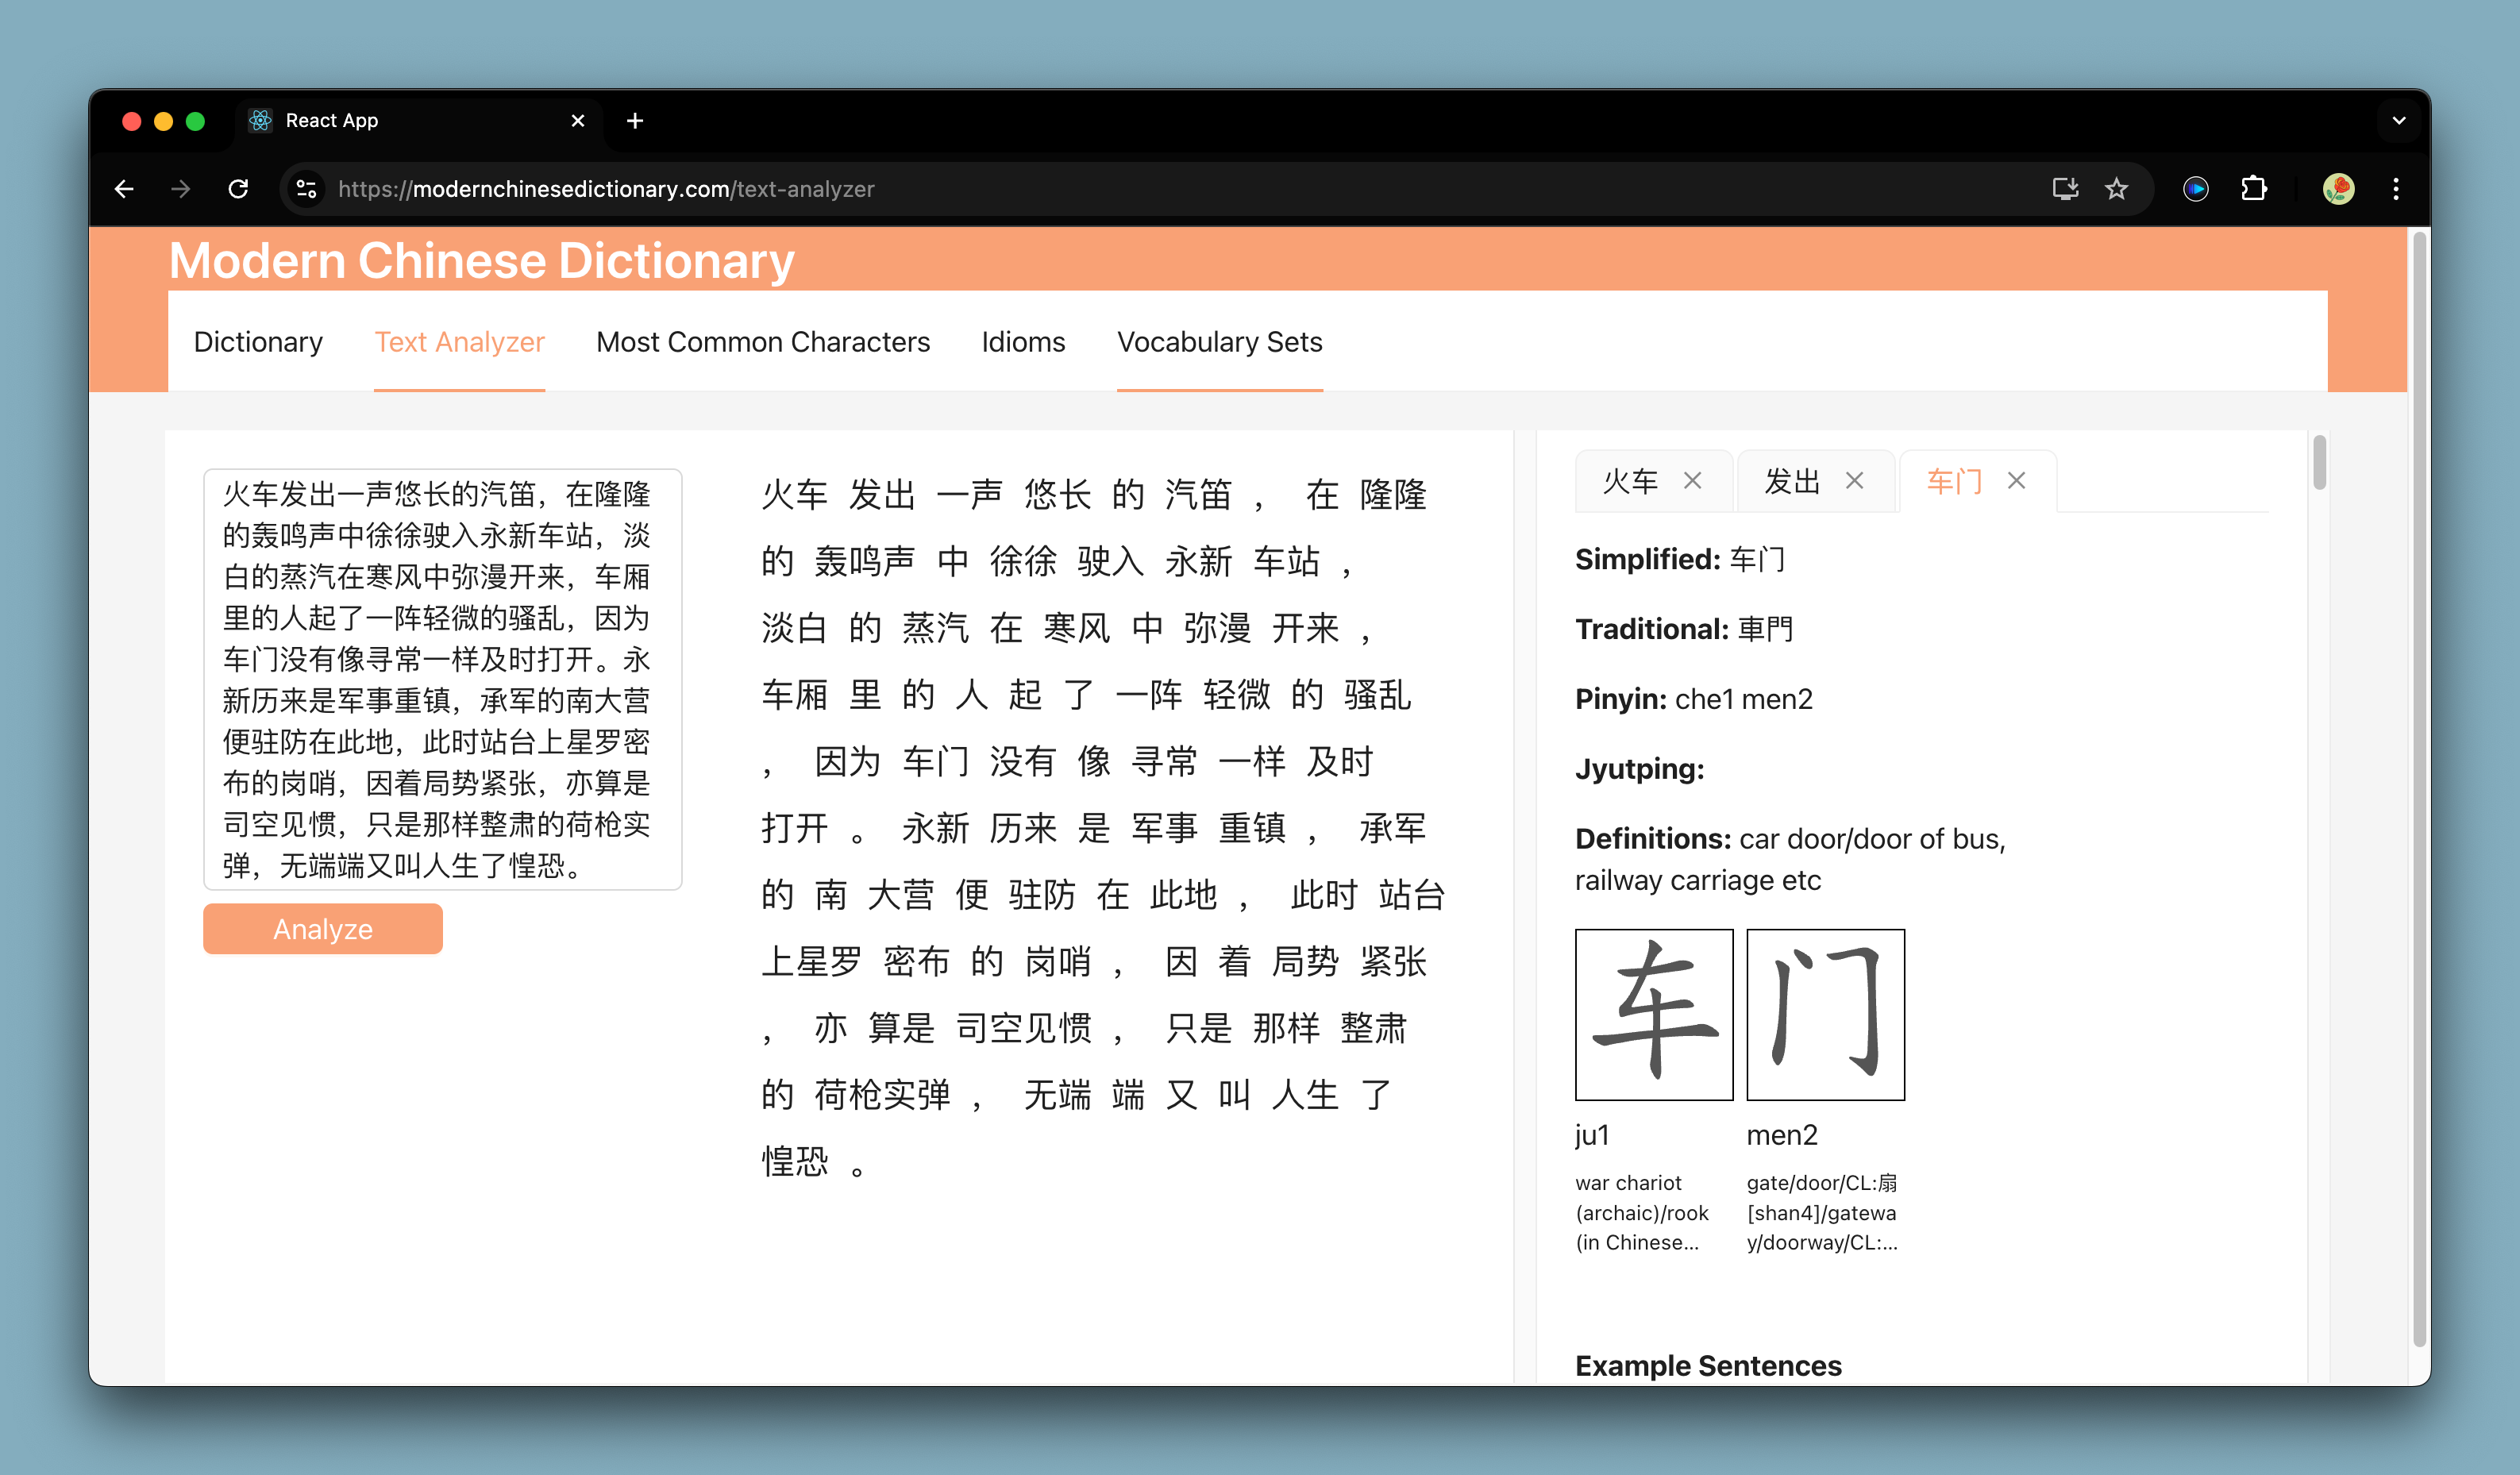 React App
https://modernchinesedictionary.com/text-analyzer
Modern Chinese Dictionary
Dictionary
Text Analyzer
Most Common Characters
Idioms
Vocabulary Sets
火车发出一声悠长的汽笛，在隆隆
的轰鸣声中徐徐驶入永新车站，淡
白的蒸汽在寒风中弥漫开来，车厢
里的人起了一阵轻微的骚乱，因为
车门没有像寻常一样及时打开。永
新历来是军事重镇，承军的南大营
便驻防在此地，此时站台上星罗密
布的岗哨，因着局势紧张，亦算是
司空见惯，只是那样整肃的荷枪实
弹，无端端又叫人生了惶恐。
Analyze
火车 发出 一声 悠长 的 汽笛 ， 在 隆隆
的 轰鸣声 中 徐徐 驶入 永新 车站 ，
淡白 的 蒸汽 在 寒风 中 弥漫 开来 ，
车厢 里 的 人 起 了 一阵 轻微 的 骚乱
， 因为 车门 没有 像 寻常 一样 及时
打开 。 永新 历来 是 军事 重镇 ， 承军
的 南 大营 便 驻防 在 此地 ， 此时 站台
上星罗 密布 的 岗哨 ， 因 着 局势 紧张
， 亦 算是 司空见惯 ， 只是 那样 整肃
的 荷枪实弹 ， 无端 端 又 叫 人生 了
惶恐 。
火车
发出
车门
Simplified: 车门
Traditional: 車門
Pinyin: che1 men2
Jyutping:
Definitions: car door/door of bus,
railway carriage etc
车 门
ju1
war chariot
(archaic)/rook
(in Chinese...
men2
gate/door/CL:扇
[shan4]/gatewa
y/doorway/CL:...
Example Sentences